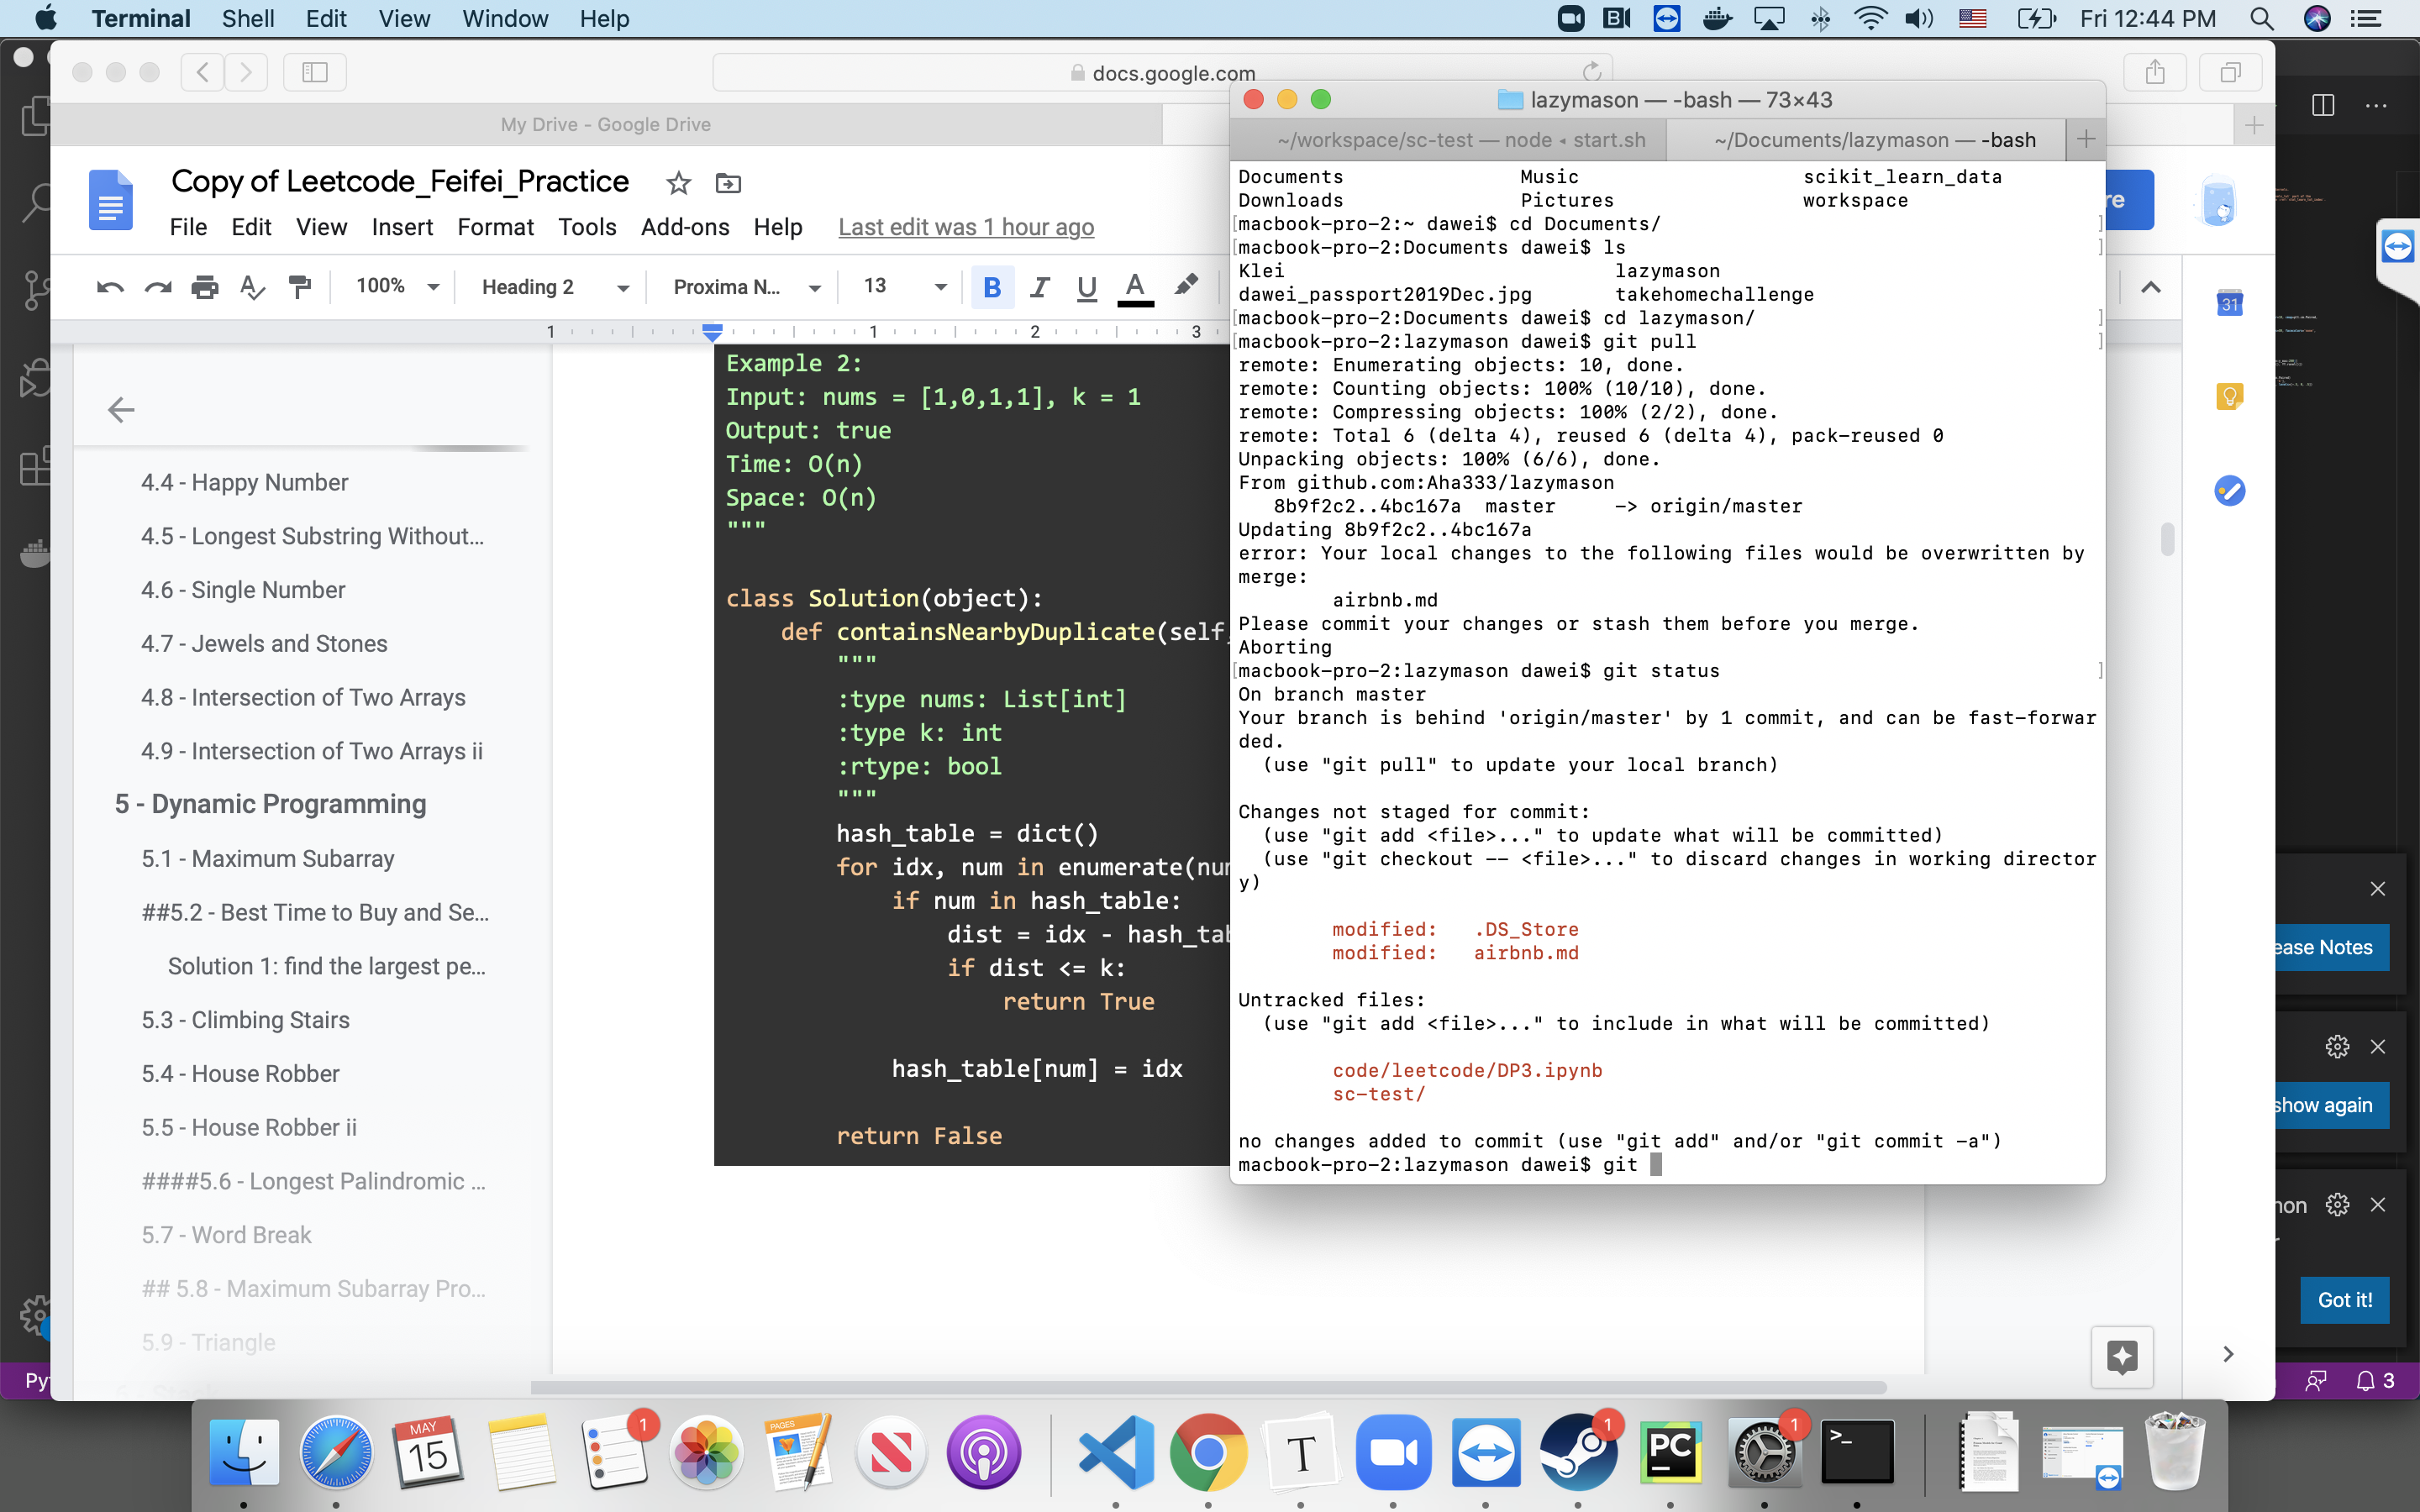 Terminal Shell Edit View Window Help
Fri 12:44 PM
docs.google.com
My Drive - Google Drive
Copy of Leetcode_Feifei_Practice
File Edit View Insert Format Tools Add-ons Help Last edit was 1 hour ago
100% Heading 2 Proxima N... 13 B I U A
1 1 2 3
4.4 - Happy Number
4.5 - Longest Substring Without...
4.6 - Single Number
4.7 - Jewels and Stones
4.8 - Intersection of Two Arrays
4.9 - Intersection of Two Arrays ii
5 - Dynamic Programming
5.1 - Maximum Subarray
##5.2 - Best Time to Buy and Se...
Solution 1: find the largest pe...
5.3 - Climbing Stairs
5.4 - House Robber
5.5 - House Robber ii
####5.6 - Longest Palindromic ...
5.7 - Word Break
## 5.8 - Maximum Subarray Pro...
5.9 - Triangle
Example 2:
Input: nums = [1,0,1,1], k = 1
Output: true
Time: O(n)
Space: O(n)
"""
class Solution(object):
def containsNearbyDuplicate(self,
"""
:type nums: List[int]
:type k: int
:rtype: bool
"""
hash_table = dict()
for idx, num in enumerate(nu
if num in hash_table:
dist = idx - hash_ta
if dist <= k:
return True
hash_table[num] = idx
return False
lazymason — -bash — 73×43
~/workspace/sc-test — node ◂ start.sh
~/Documents/lazymason — -bash
Documents Music scikit_learn_data
Downloads Pictures workspace
[macbook-pro-2:~ dawei$ cd Documents/ ]
[macbook-pro-2:Documents dawei$ ls ]
Klei lazymason
dawei_passport2019Dec.jpg takehomechallenge
[macbook-pro-2:Documents dawei$ cd lazymason/ ]
[macbook-pro-2:lazymason dawei$ git pull ]
remote: Enumerating objects: 10, done.
remote: Counting objects: 100% (10/10), done.
remote: Compressing objects: 100% (2/2), done.
remote: Total 6 (delta 4), reused 6 (delta 4), pack-reused 0
Unpacking objects: 100% (6/6), done.
From github.com:Aha333/lazymason
8b9f2c2..4bc167a master -> origin/master
Updating 8b9f2c2..4bc167a
error: Your local changes to the following files would be overwritten by
merge:
airbnb.md
Please commit your changes or stash them before you merge.
Aborting
[macbook-pro-2:lazymason dawei$ git status ]
On branch master
Your branch is behind 'origin/master' by 1 commit, and can be fast-forwar
ded.
(use "git pull" to update your local branch)
Changes not staged for commit:
(use "git add <file>..." to update what will be committed)
(use "git checkout -- <file>..." to discard changes in working director
y)
modified: .DS_Store
modified: airbnb.md
Untracked files:
(use "git add <file>..." to include in what will be committed)
code/leetcode/DP3.ipynb
sc-test/
no changes added to commit (use "git add" and/or "git commit -a")
macbook-pro-2:lazymason dawei$ git
31
ease Notes
show again
Got it!
3
MAY
15
1
PAGES
T
1
PC
1
>_